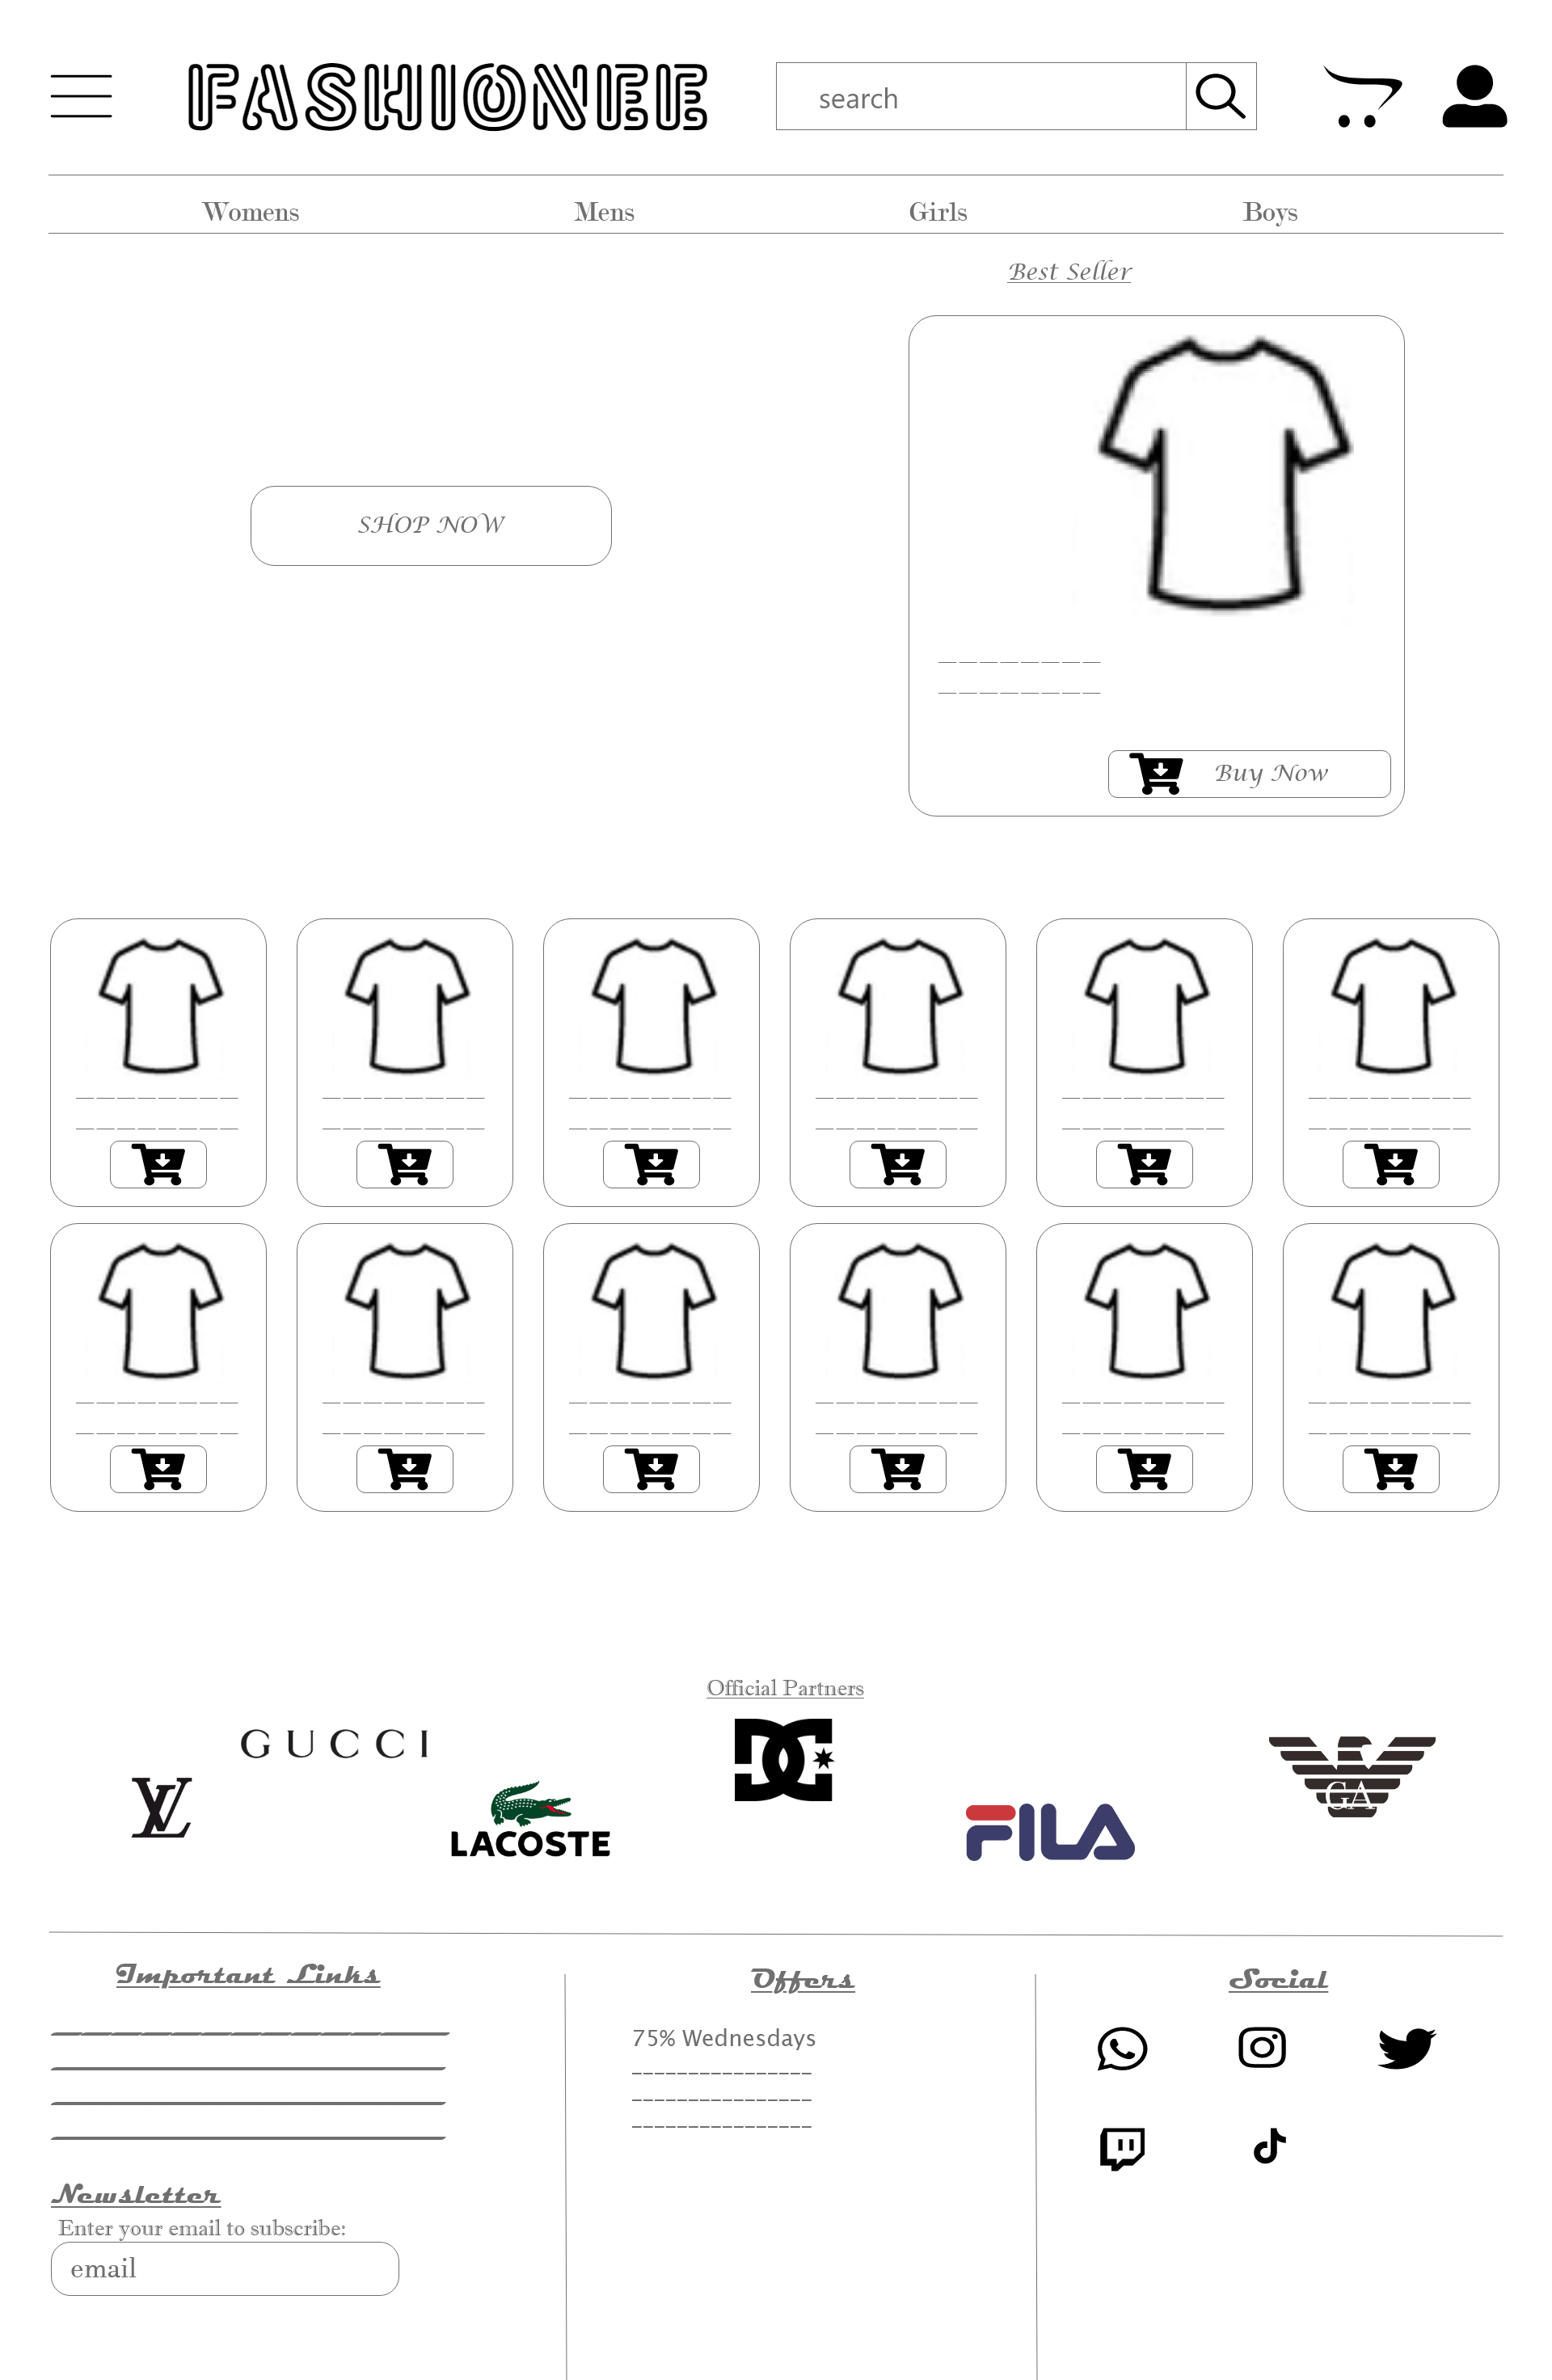 FASHIONEE
search
Womens Mens Girls Boys
Best Seller
SHOP NOW
Buy Now
Official Partners
GUCCI
LV
LACOSTE
DC
FILA
GA
Important Links
Offers
Social
75% Wednesdays
Newsletter
Enter your email to subscribe:
email